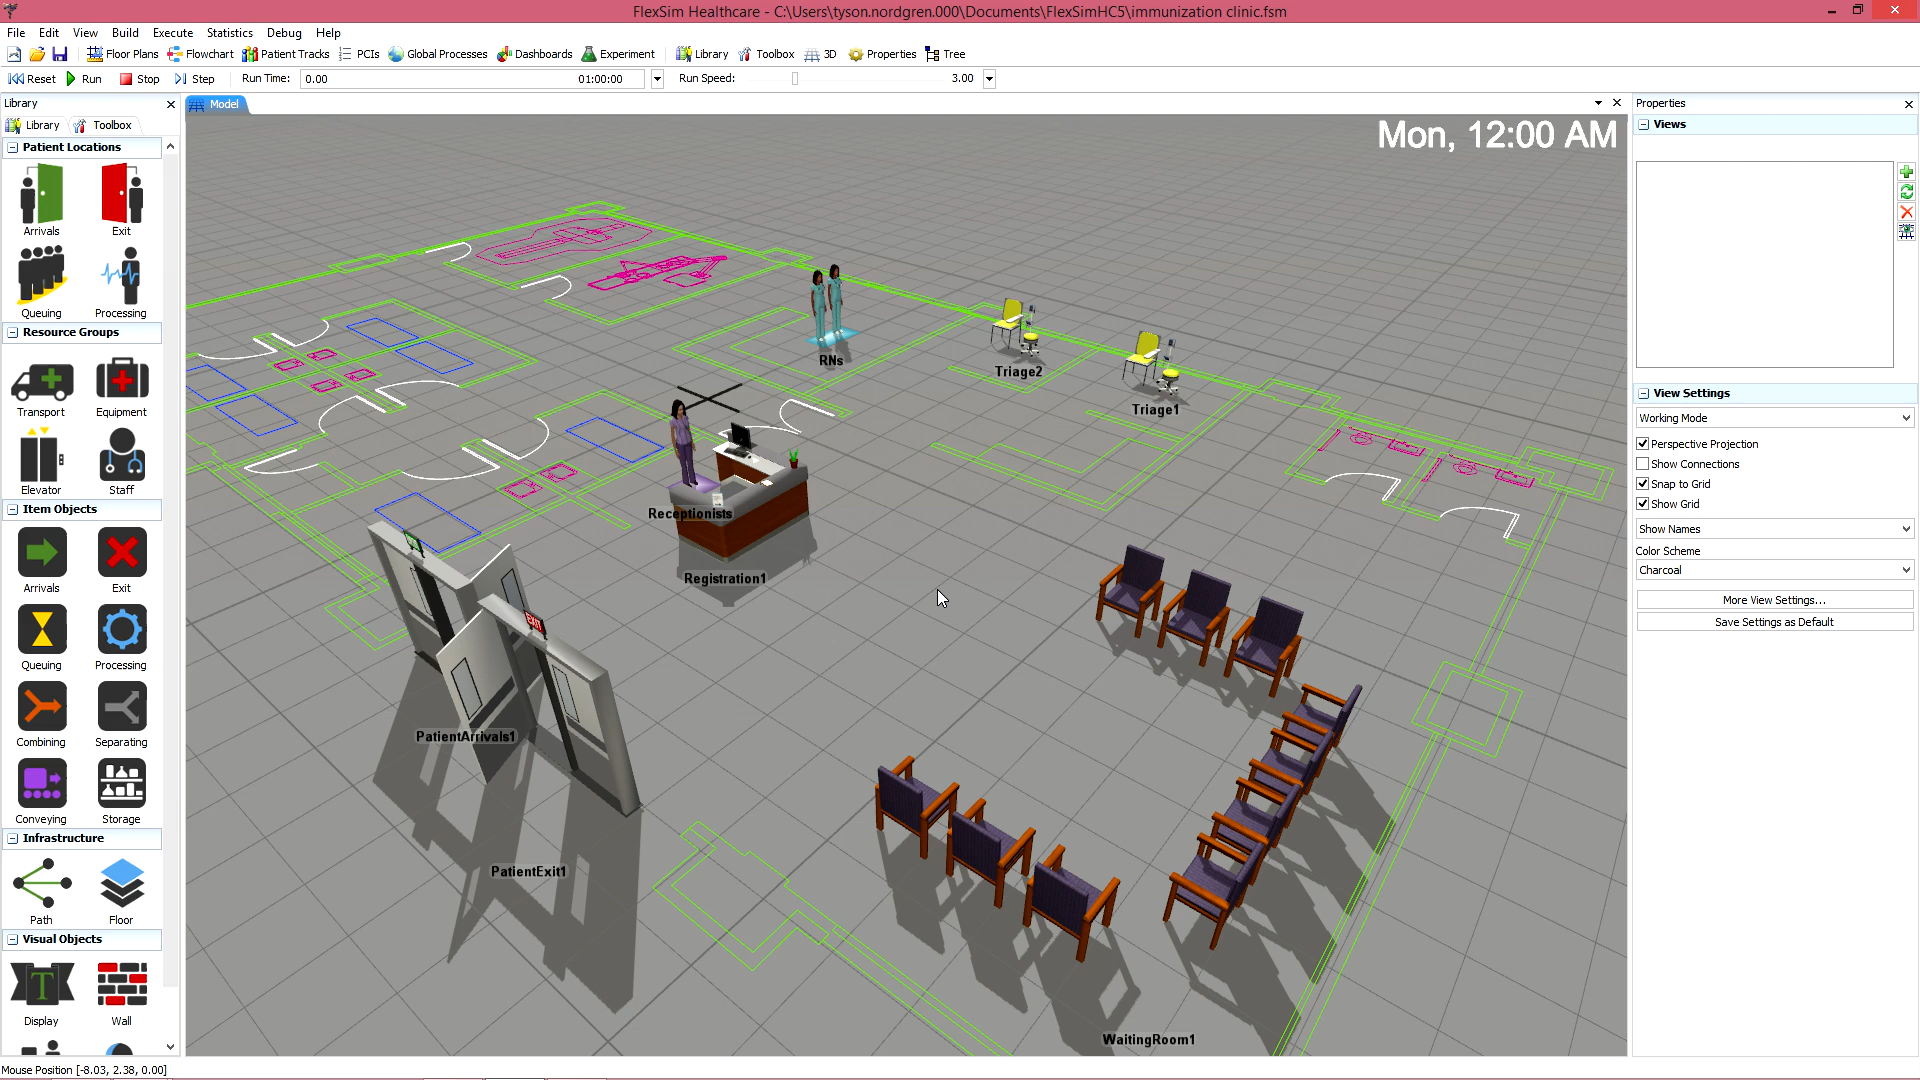 FlexSim Healthcare - C:\Users\tyson.nordgren.000\Documents\FlexSimHC5\immunization clinic.fsm
File Edit View Build Execute Statistics Debug Help
Floor Plans Flowchart Patient Tracks PCIs Global Processes Dashboards Experiment Library Toolbox 3D Properties Tree
Reset Run Stop Step Run Time: 0.00 01:00:00 Run Speed: 3.00
Library
Library Toolbox
Patient Locations
Arrivals Exit
Queuing Processing
Resource Groups
Transport Equipment
Elevator Staff
Item Objects
Arrivals Exit
Queuing Processing
Combining Separating
Conveying Storage
Infrastructure
Path Floor
Visual Objects
T
Display Wall
Model
Mon, 12:00 AM
RNs
Triage2
Triage1
Receptionists
Registration1
EXIT
PatientArrivals1
PatientExit1
WaitingRoom1
Properties
Views
View Settings
Working Mode
Perspective Projection
Show Connections
Snap to Grid
Show Grid
Show Names
Color Scheme
Charcoal
More View Settings...
Save Settings as Default
Mouse Position [-8.03, 2.38, 0.00]